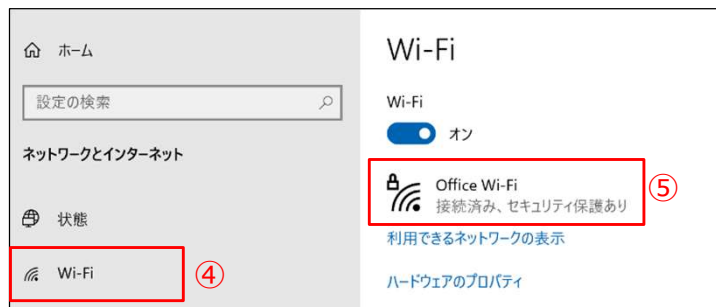 ホーム
設定の検索
ネットワークとインターネット
状態
Wi-Fi
④
Wi-Fi
Wi-Fi
オン
Office Wi-Fi
接続済み、セキュリティ保護あり
⑤
利用できるネットワークの表示
ハードウェアのプロパティ